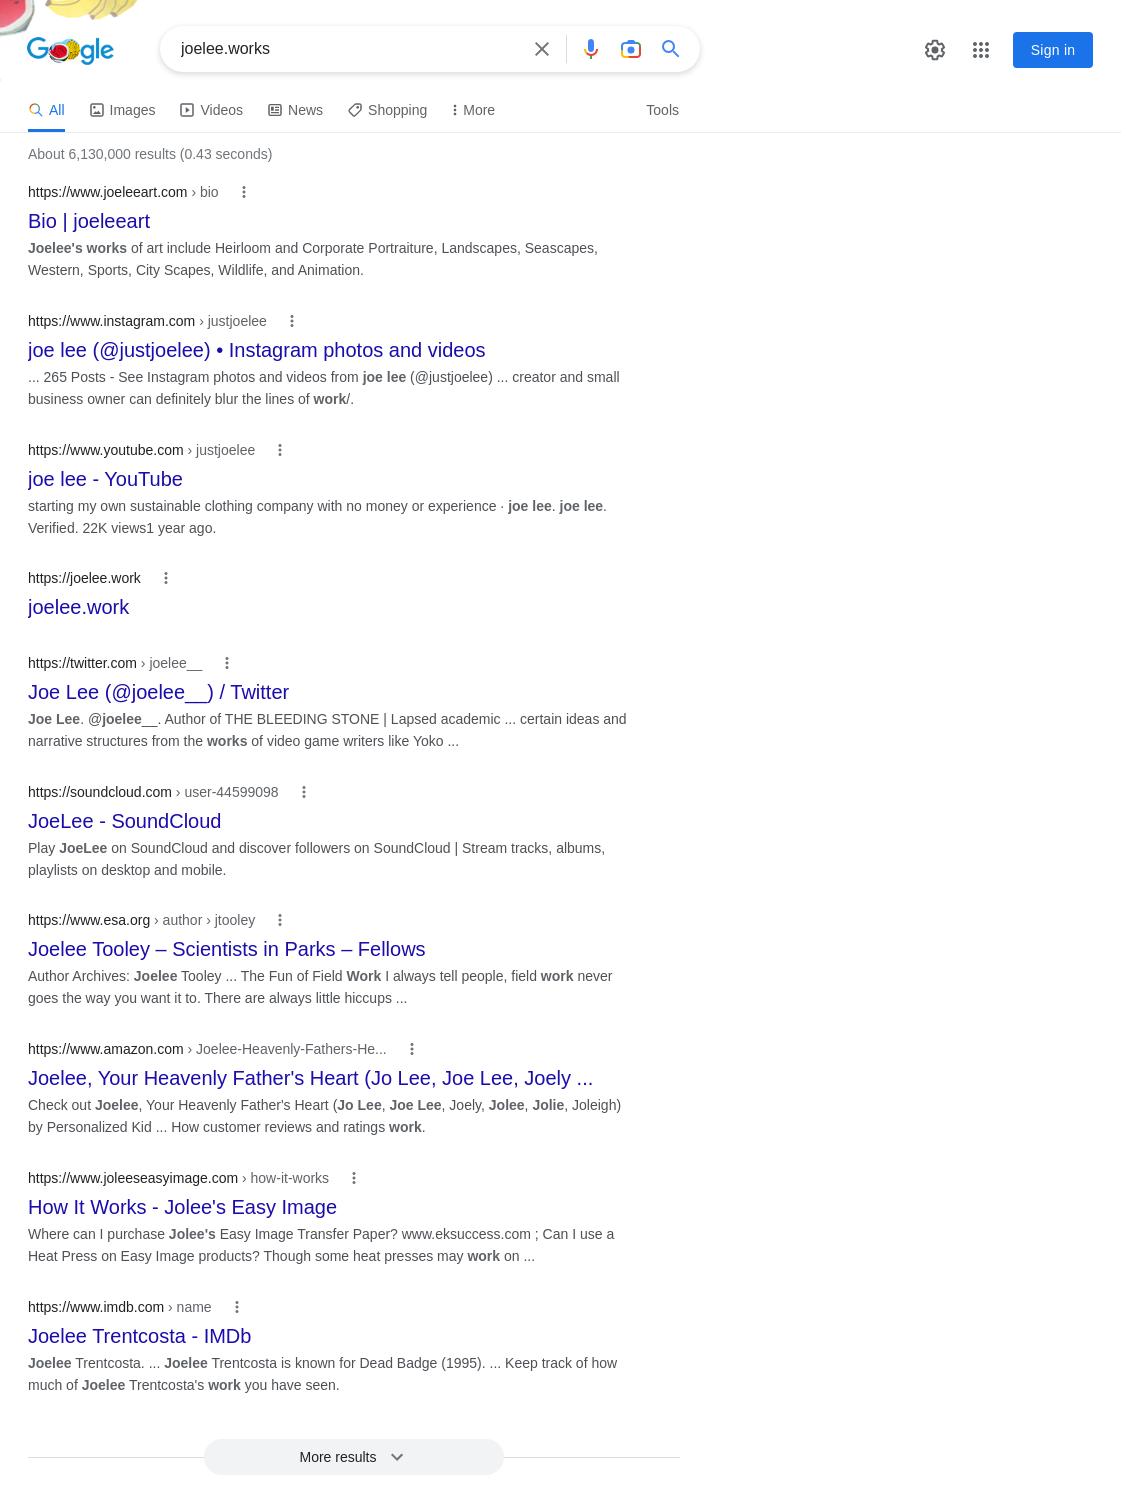 Google
joelee.works
Sign in
All
Images
Videos
News
Shopping
More
Tools
About 6,130,000 results (0.43 seconds)
https://www.joeleeart.com › bio
Bio | joeleeart
Joelee's works of art include Heirloom and Corporate Portraiture, Landscapes, Seascapes,
Western, Sports, City Scapes, Wildlife, and Animation.
https://www.instagram.com › justjoelee
joe lee (@justjoelee) • Instagram photos and videos
... 265 Posts - See Instagram photos and videos from joe lee (@justjoelee) ... creator and small
business owner can definitely blur the lines of work/.
https://www.youtube.com › justjoelee
joe lee - YouTube
starting my own sustainable clothing company with no money or experience · joe lee. joe lee.
Verified. 22K views1 year ago.
https://joelee.work
joelee.work
https://twitter.com › joelee__
Joe Lee (@joelee__) / Twitter
Joe Lee. @joelee__. Author of THE BLEEDING STONE | Lapsed academic ... certain ideas and
narrative structures from the works of video game writers like Yoko ...
https://soundcloud.com › user-44599098
JoeLee - SoundCloud
Play JoeLee on SoundCloud and discover followers on SoundCloud | Stream tracks, albums,
playlists on desktop and mobile.
https://www.esa.org › author › jtooley
Joelee Tooley – Scientists in Parks – Fellows
Author Archives: Joelee Tooley ... The Fun of Field Work I always tell people, field work never
goes the way you want it to. There are always little hiccups ...
https://www.amazon.com › Joelee-Heavenly-Fathers-He...
Joelee, Your Heavenly Father's Heart (Jo Lee, Joe Lee, Joely ...
Check out Joelee, Your Heavenly Father's Heart (Jo Lee, Joe Lee, Joely, Jolee, Jolie, Joleigh)
by Personalized Kid ... How customer reviews and ratings work.
https://www.joleeseasyimage.com › how-it-works
How It Works - Jolee's Easy Image
Where can I purchase Jolee's Easy Image Transfer Paper? www.eksuccess.com ; Can I use a
Heat Press on Easy Image products? Though some heat presses may work on ...
https://www.imdb.com › name
Joelee Trentcosta - IMDb
Joelee Trentcosta. ... Joelee Trentcosta is known for Dead Badge (1995). ... Keep track of how
much of Joelee Trentcosta's work you have seen.
More results